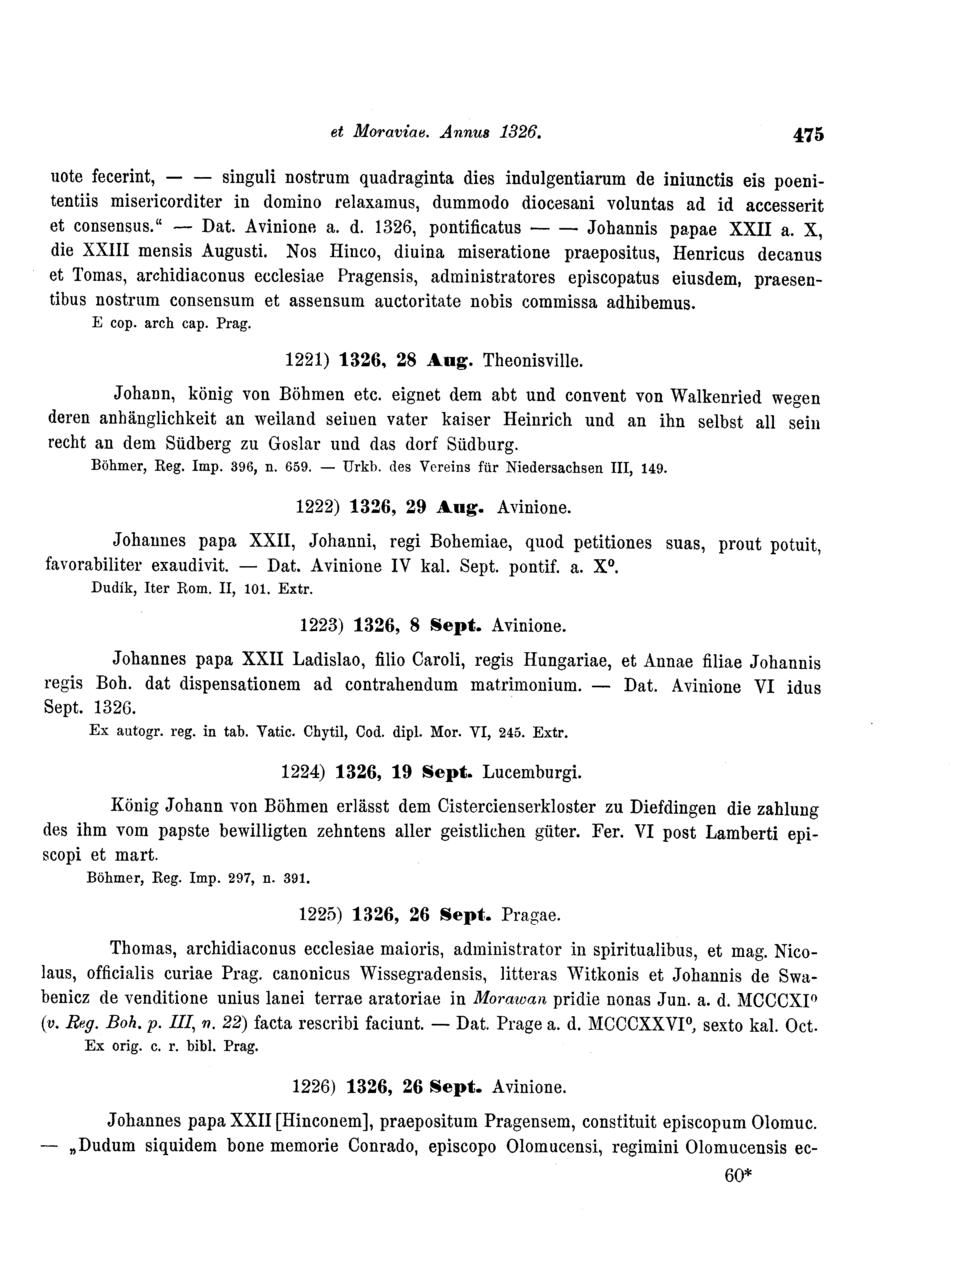 et Moraviae. Annus 1326. 475
uote fecerint, — — singuli nostrum quadraginta dies indulgentiarum de iniunctis eis poeni-
tentiis misericorditer in domino relaxamus, dummodo diocesani voluntas ad id accesserit
et consensus.“ — Dat. Avinione a. d. 1326, pontificatus — — Johannis papae XXII a. X,
die XXIII mensis Augusti. Nos Hinco, diuina miseratione praepositus, Henricus decanus
et Tomas, archidiaconus ecclesiae Pragensis, administratores episcopatus eiusdem, praesen-
tibus nostrum consensum et assensum auctoritate nobis commissa adhibemus.
E cop. arch cap. Prag.
1221) 1326, 28 Aug. Theonisville.
Johann, könig von Böhmen etc. eignet dem abt und convent von Walkenried wegen
deren anhänglichkeit an weiland seinen vater kaiser Heinrich und an ihn selbst all sein
recht an dem Südberg zu Goslar und das dorf Südburg.
Böhmer, Reg. Imp. 396, n. 659. — Urkb. des Vereins für Niedersachsen III, 149.
1222) 1326, 29 Aug. Avinione.
Johannes papa XXII, Johanni, regi Bohemiae, quod petitiones suas, prout potuit,
favorabiliter exaudivit. — Dat. Avinione IV kal. Sept. pontif. a. X⁰.
Dudík, Iter Rom. II, 101. Extr.
1223) 1326, 8 Sept. Avinione.
Johannes papa XXII Ladislao, filio Caroli, regis Hungariae, et Annae filiae Johannis
regis Boh. dat dispensationem ad contrahendum matrimonium. — Dat. Avinione VI idus
Sept. 1326.
Ex autogr. reg. in tab. Vatic. Chytil, Cod. dipl. Mor. VI, 245. Extr.
1224) 1326, 19 Sept. Lucemburgi.
König Johann von Böhmen erlässt dem Cistercienserkloster zu Diefdingen die zahlung
des ihm vom papste bewilligten zehntens aller geistlichen güter. Fer. VI post Lamberti epi-
scopi et mart.
Böhmer, Reg. Imp. 297, n. 391.
1225) 1326, 26 Sept. Pragae.
Thomas, archidiaconus ecclesiae maioris, administrator in spiritualibus, et mag. Nico-
laus, officialis curiae Prag. canonicus Wissegradensis, litteras Witkonis et Johannis de Swa-
benicz de venditione unius lanei terrae aratoriae in Morawan pridie nonas Jun. a. d. MCCCXI⁰
(v. Reg. Boh. p. III, n. 22) facta rescribi faciunt. — Dat. Prage a. d. MCCCXXVI⁰, sexto kal. Oct.
Ex orig. c. r. bibl. Prag.
1226) 1326, 26 Sept. Avinione.
Johannes papa XXII [Hinconem], praepositum Pragensem, constituit episcopum Olomuc.
— „Dudum siquidem bone memorie Conrado, episcopo Olomucensi, regimini Olomucensis ec-
60*